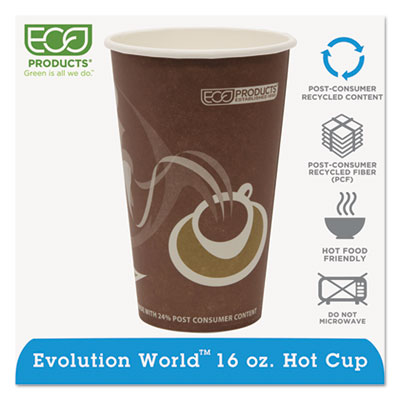 ECO
PRODUCTS®
Green is all we do.™
ECO PRODUCTS®
POST-CONSUMER
RECYCLED CONTENT
POST-CONSUMER
RECYCLED FIBER
(PCF)
HOT FOOD
FRIENDLY
DO NOT
MICROWAVE
WITH 24% POST CONSUMER CONTENT
Evolution World™ 16 oz. Hot Cup